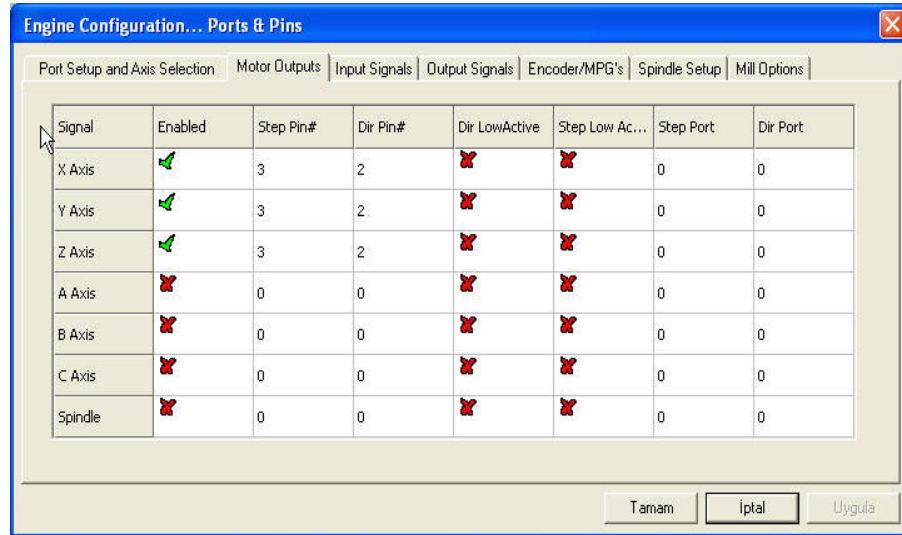 Engine Configuration... Ports & Pins
Port Setup and Axis Selection Motor Outputs Input Signals Output Signals Encoder/MPG's Spindle Setup Mill Options
Signal Enabled Step Pin# Dir Pin# Dir LowActive Step Low Ac... Step Port Dir Port
X Axis 3 2 0 0
Y Axis 3 2 0 0
Z Axis 3 2 0 0
A Axis 0 0 0 0
B Axis 0 0 0 0
C Axis 0 0 0 0
Spindle 0 0 0 0
Tamam İptal Uygula